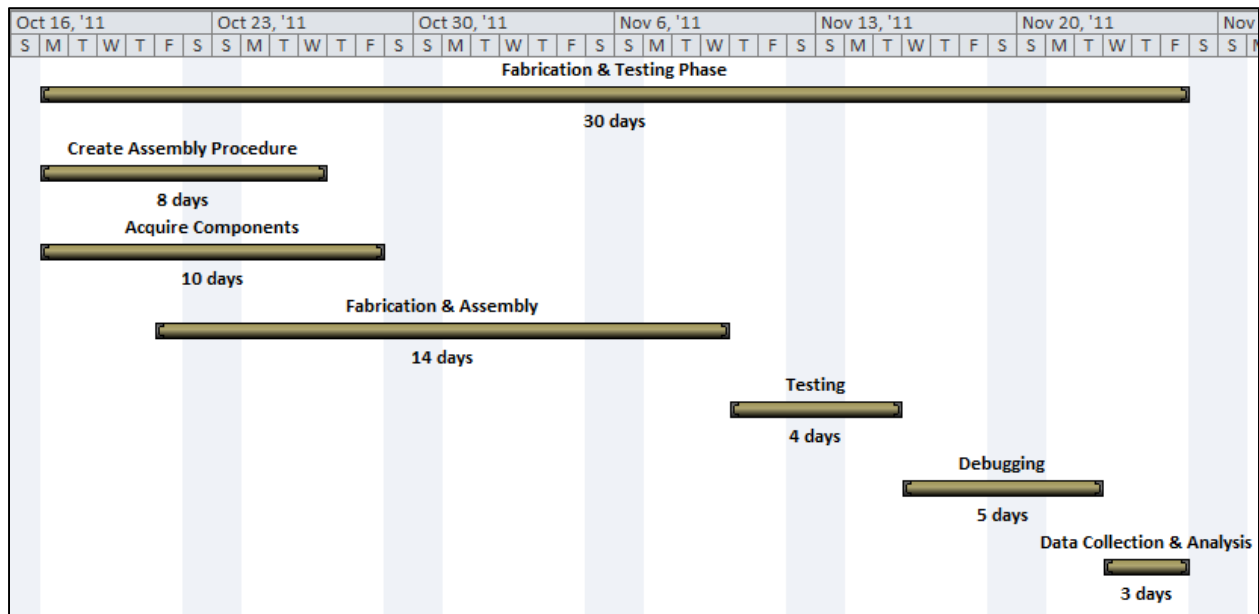 Oct 16, '11 Oct 23, '11 Oct 30, '11 Nov 6, '11 Nov 13, '11 Nov 20, '11 Nov
S M T W T F S S M T W T F S S M T W T F S S M T W T F S S M T W T F S S M T W T F S S M
Fabrication & Testing Phase
30 days
Create Assembly Procedure
8 days
Acquire Components
10 days
Fabrication & Assembly
14 days
Testing
4 days
Debugging
5 days
Data Collection & Analysis
3 days